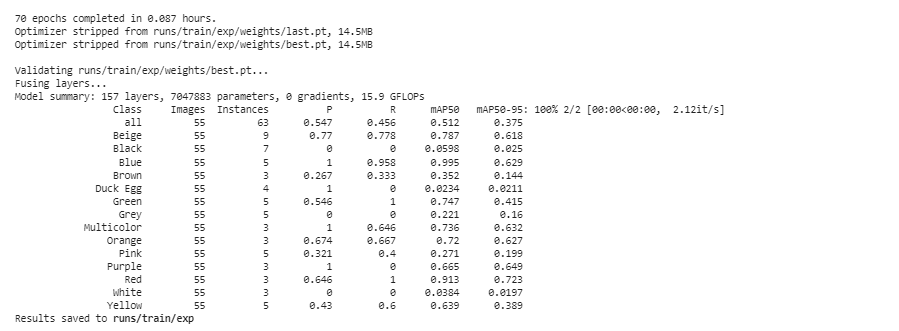 70 epochs completed in 0.087 hours.
Optimizer stripped from runs/train/exp/weights/last.pt, 14.5MB
Optimizer stripped from runs/train/exp/weights/best.pt, 14.5MB
Validating runs/train/exp/weights/best.pt...
Fusing layers...
Model summary: 157 layers, 7047883 parameters, 0 gradients, 15.9 GFLOPs
Class Images Instances P R mAP50 mAP50-95: 100% 2/2 [00:00<00:00, 2.12it/s]
all 55 63 0.547 0.456 0.512 0.375
Beige 55 9 0.77 0.778 0.787 0.618
Black 55 7 0 0 0.0598 0.025
Blue 55 5 1 0.958 0.995 0.629
Brown 55 3 0.267 0.333 0.352 0.144
Duck Egg 55 4 1 0 0.0234 0.0211
Green 55 5 0.546 1 0.747 0.415
Grey 55 5 0 0 0.221 0.16
Multicolor 55 3 1 0.646 0.736 0.632
Orange 55 3 0.674 0.667 0.72 0.627
Pink 55 5 0.321 0.4 0.271 0.199
Purple 55 3 1 0 0.665 0.649
Red 55 3 0.646 1 0.913 0.723
White 55 3 0 0 0.0384 0.0197
Yellow 55 5 0.43 0.6 0.639 0.389
Results saved to runs/train/exp